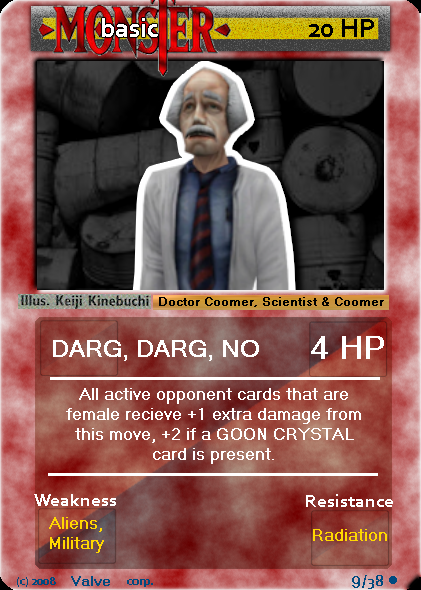 MONSTER
basic
20 HP
Illus. Keiji Kinebuchi
Doctor Coomer, Scientist & Coomer
DARG, DARG, NO 4 HP
All active opponent cards that are
female recieve +1 extra damage from
this move, +2 if a GOON CRYSTAL
card is present.
Weakness
Resistance
Aliens,
Military
Radiation
(c) 2008 Valve corp.
9/38